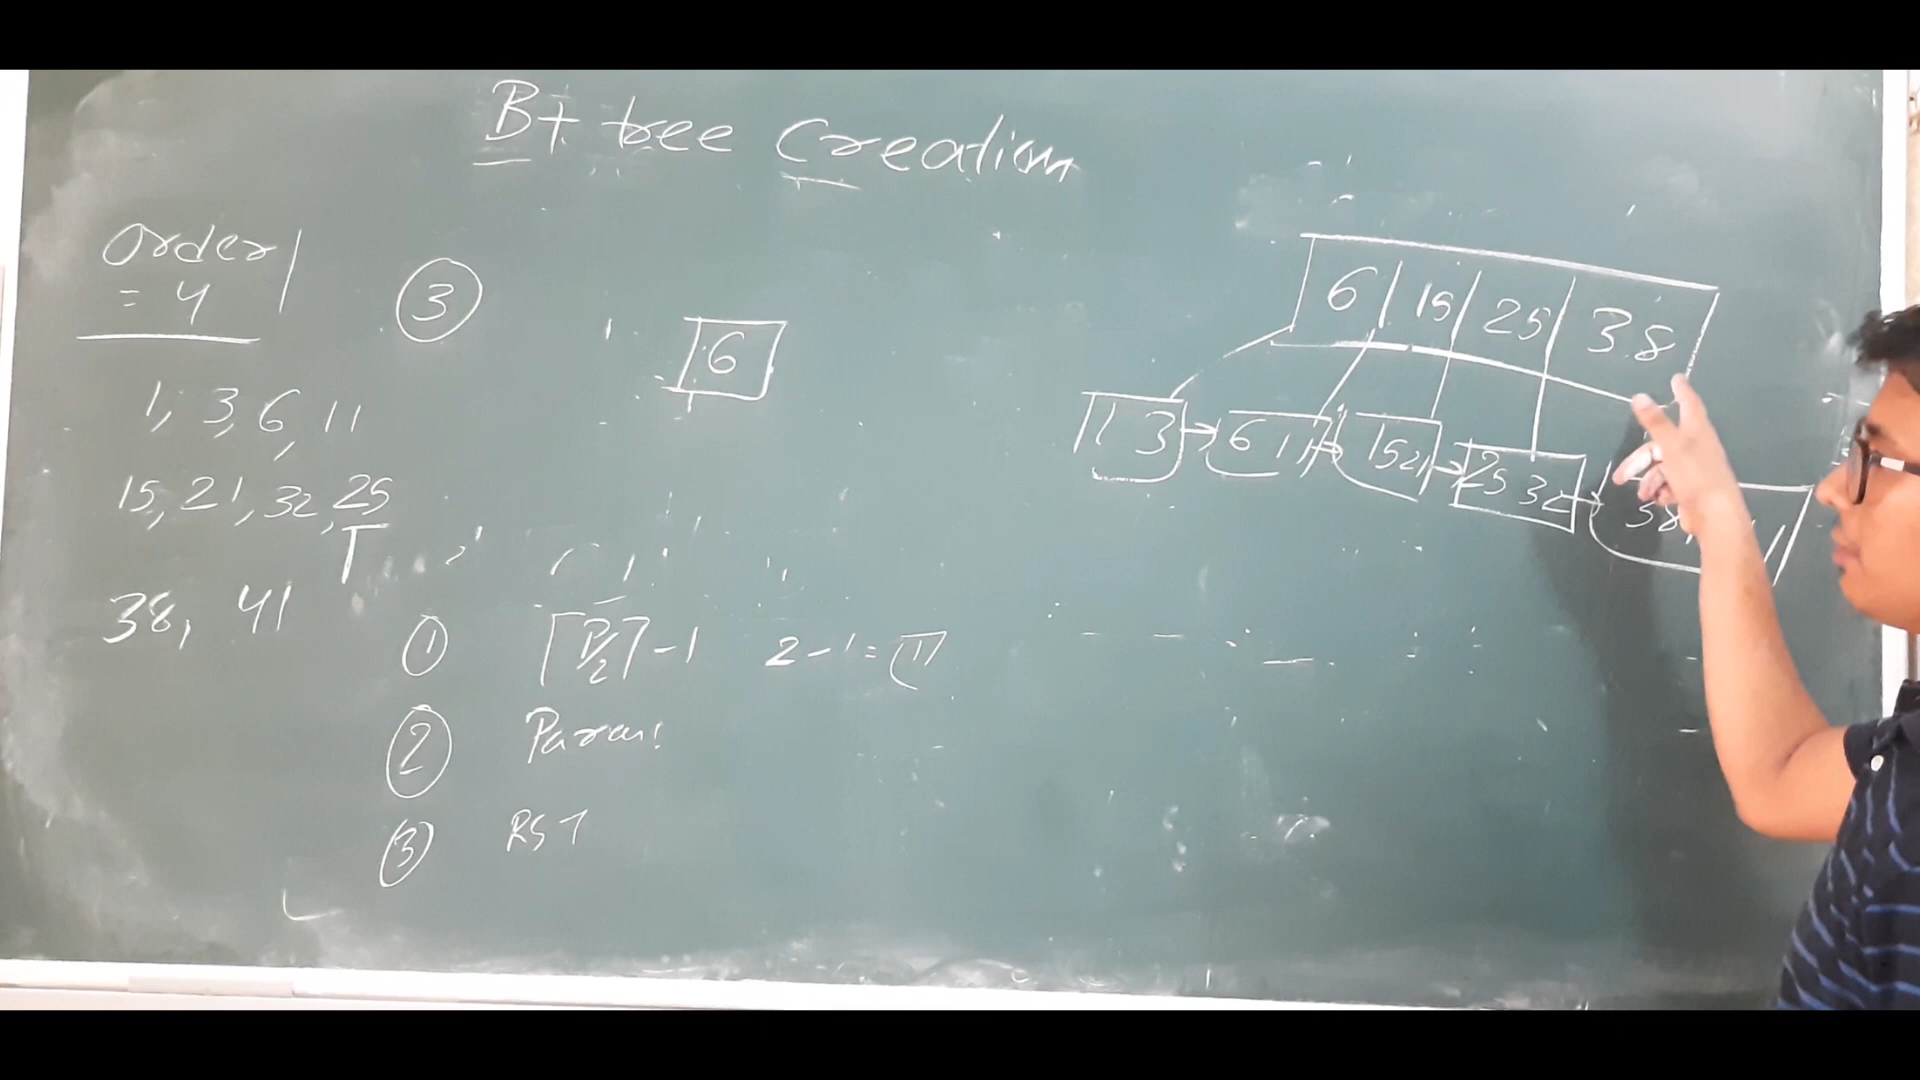 B+ tree Creation
Order
= 4
3
6
1, 3, 6, 11
15, 21, 32, 25
38, 41
1 ⌈P/2⌉ - 1 2 - 1 = 1
2
3 RST
6 15 25 38
1 3 → 6 11 → 15 21 → 25 32 → 38